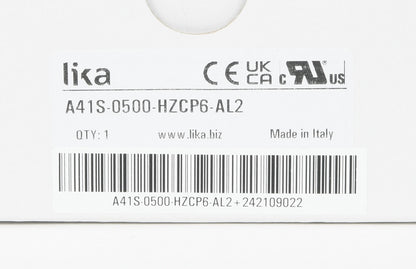 lika CE UK CA c RU US
A41S-0500-HZCP6-AL2
QTY: 1 www.lika.biz Made in Italy
A41S-0500-HZCP6-AL2+242109022